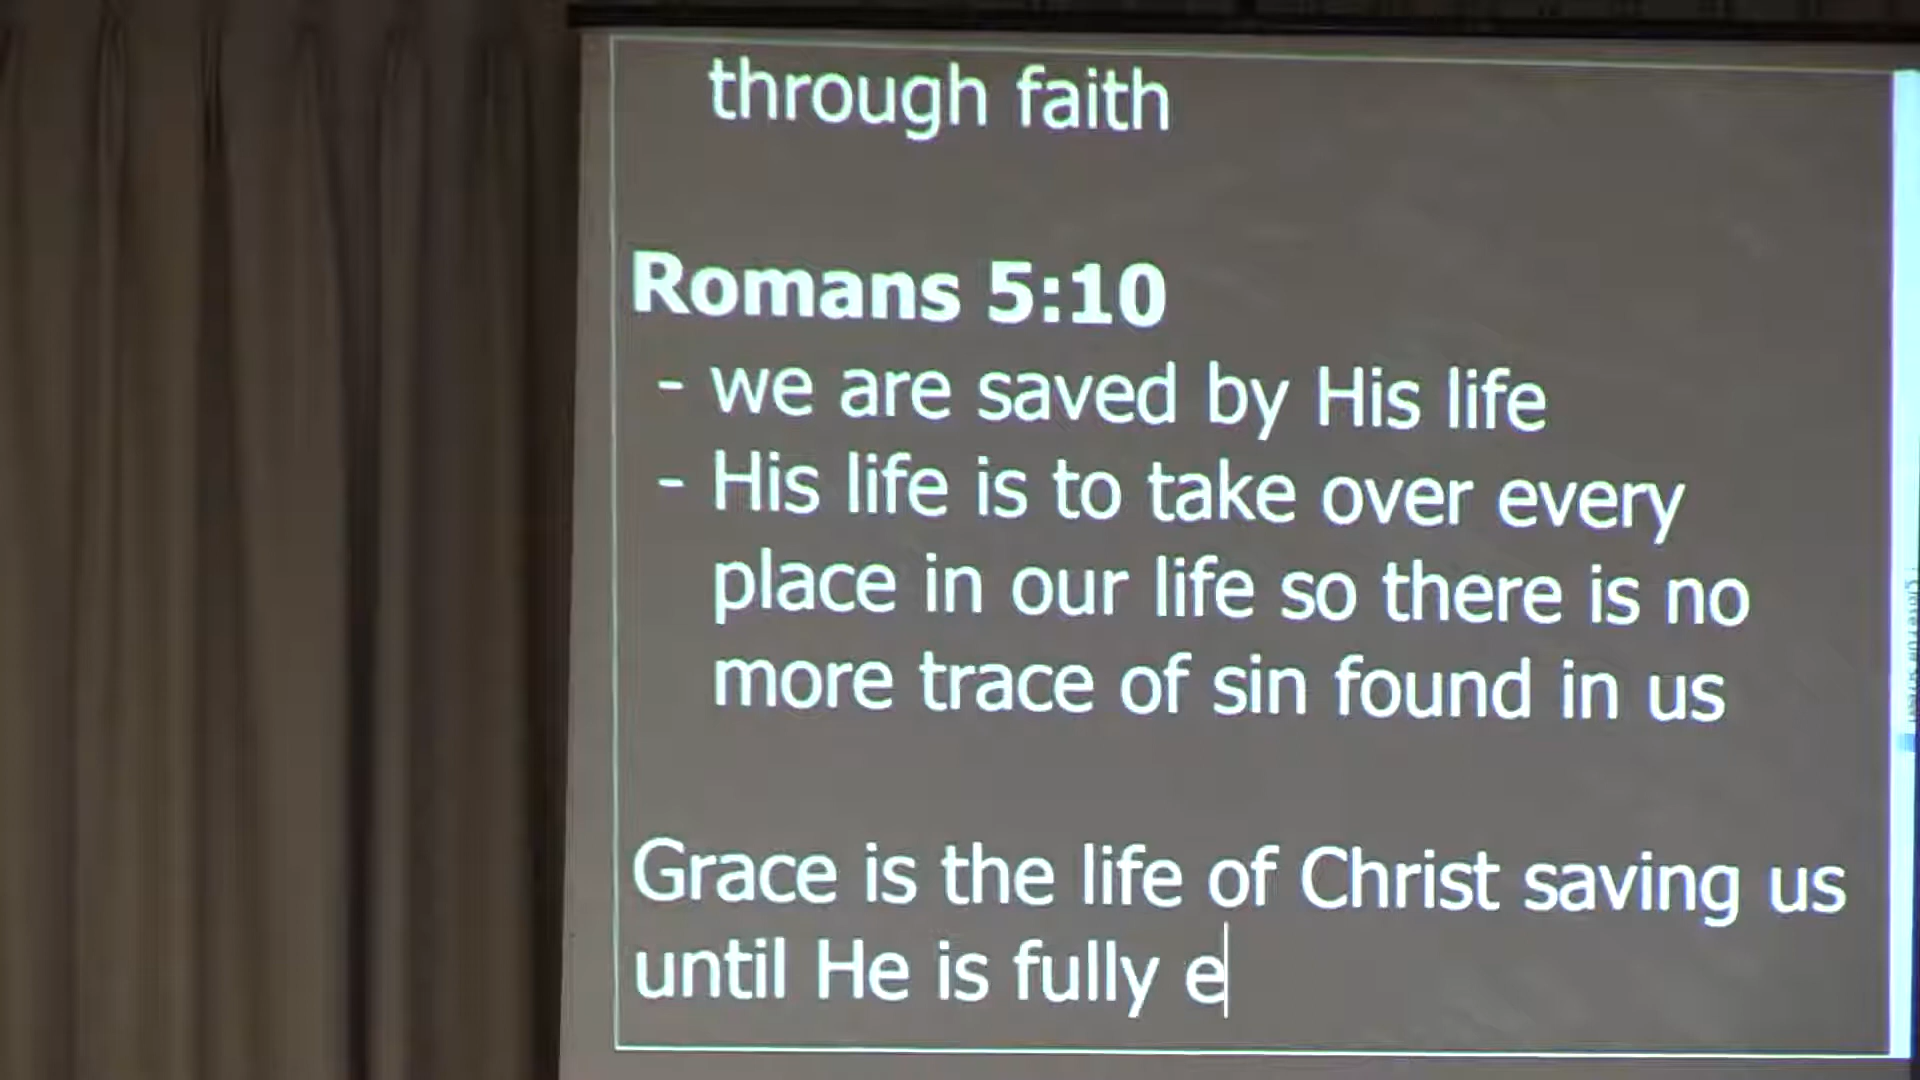 through faith
Romans 5:10
- we are saved by His life
- His life is to take over every
place in our life so there is no
more trace of sin found in us
Grace is the life of Christ saving us
until He is fully e